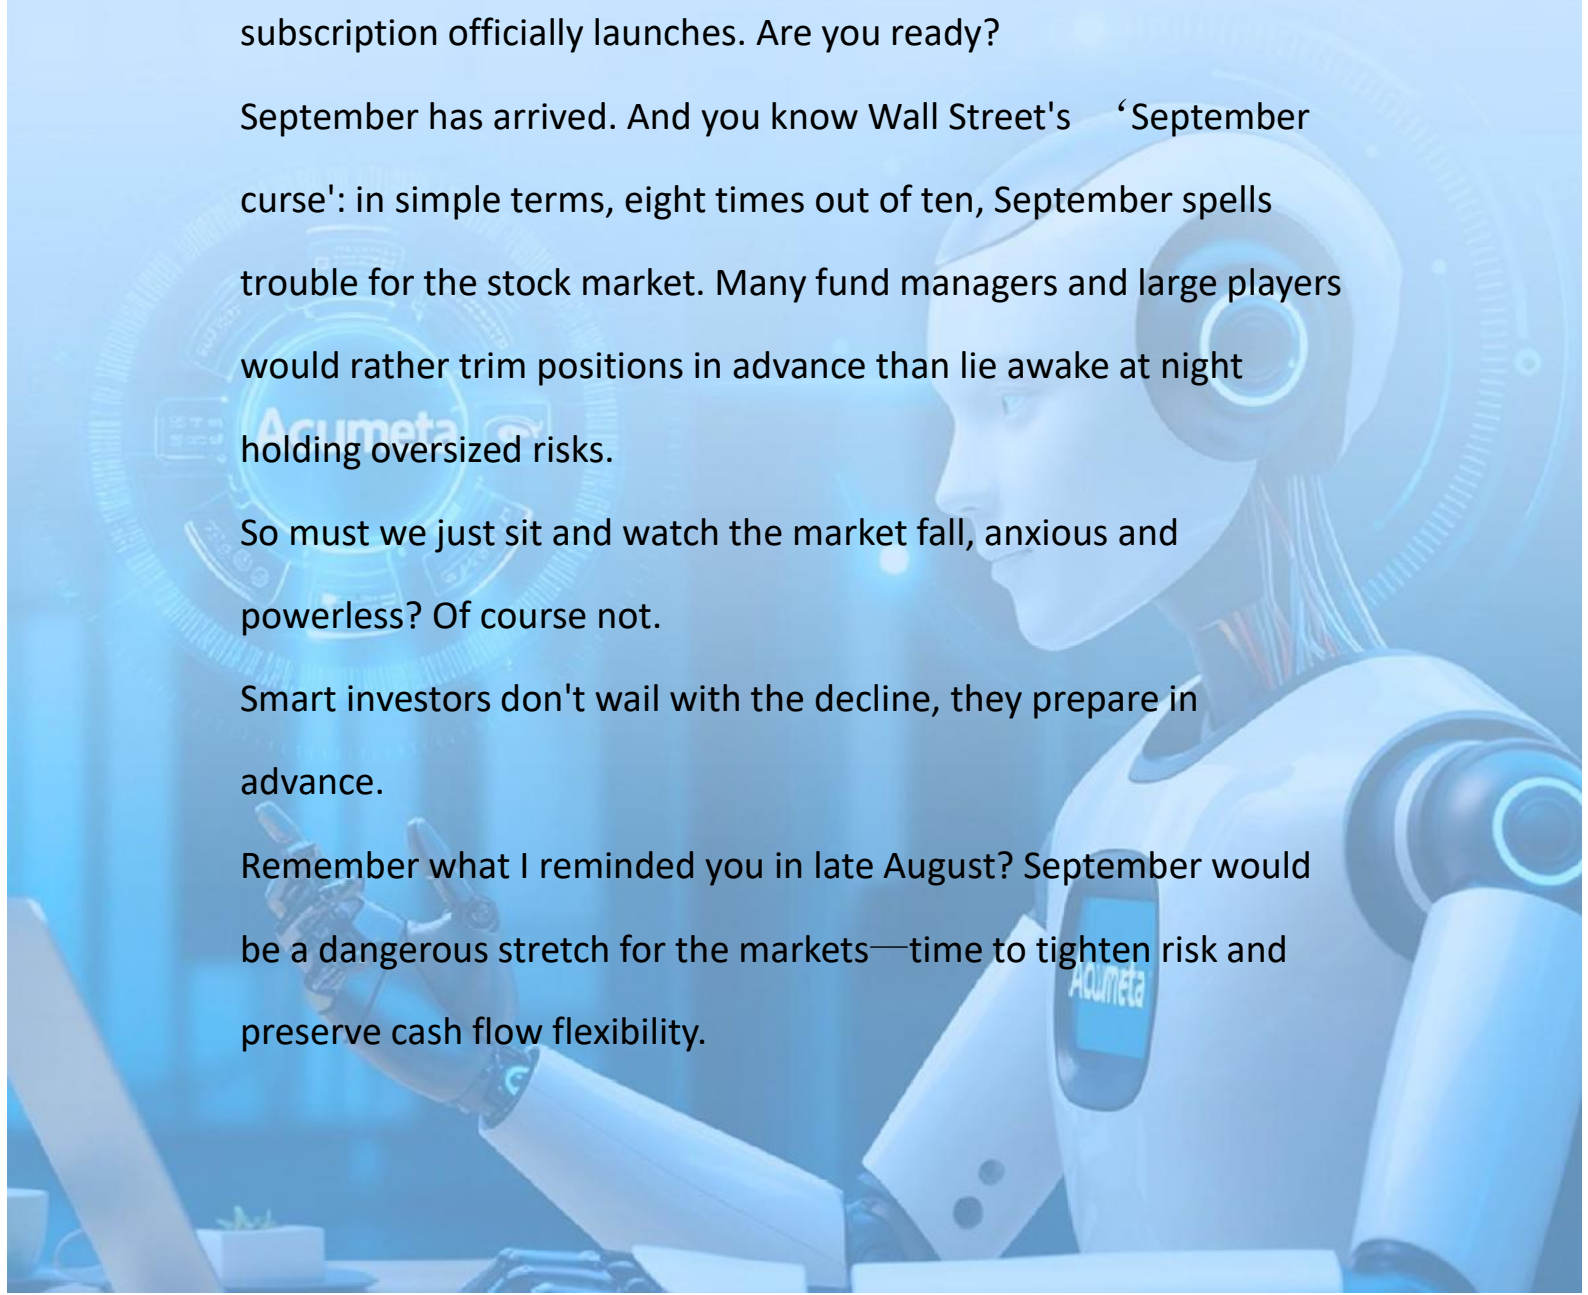 subscription officially launches. Are you ready?
September has arrived. And you know Wall Street's ‘September
curse': in simple terms, eight times out of ten, September spells
trouble for the stock market. Many fund managers and large players
would rather trim positions in advance than lie awake at night
Acumeta
holding oversized risks.
So must we just sit and watch the market fall, anxious and
powerless? Of course not.
Smart investors don't wail with the decline, they prepare in
advance.
Remember what I reminded you in late August? September would
be a dangerous stretch for the markets—time to tighten risk and
Acumeta
preserve cash flow flexibility.